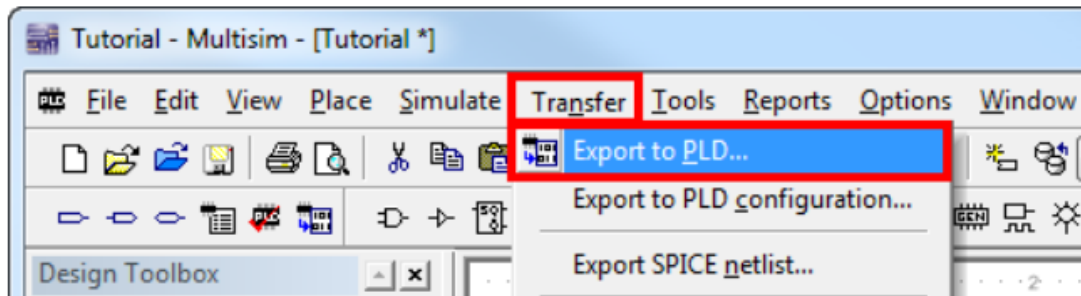 Tutorial - Multisim - [Tutorial *]
File Edit View Place Simulate Transfer Tools Reports Options Window
Export to PLD...
Export to PLD configuration...
Export SPICE netlist...
Design Toolbox
2